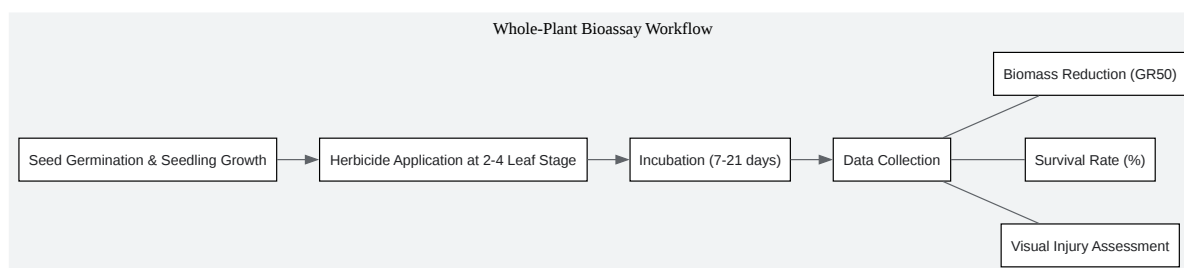 Whole-Plant Bioassay Workflow
Seed Germination & Seedling Growth
Herbicide Application at 2-4 Leaf Stage
Incubation (7-21 days)
Data Collection
Biomass Reduction (GR50)
Survival Rate (%)
Visual Injury Assessment